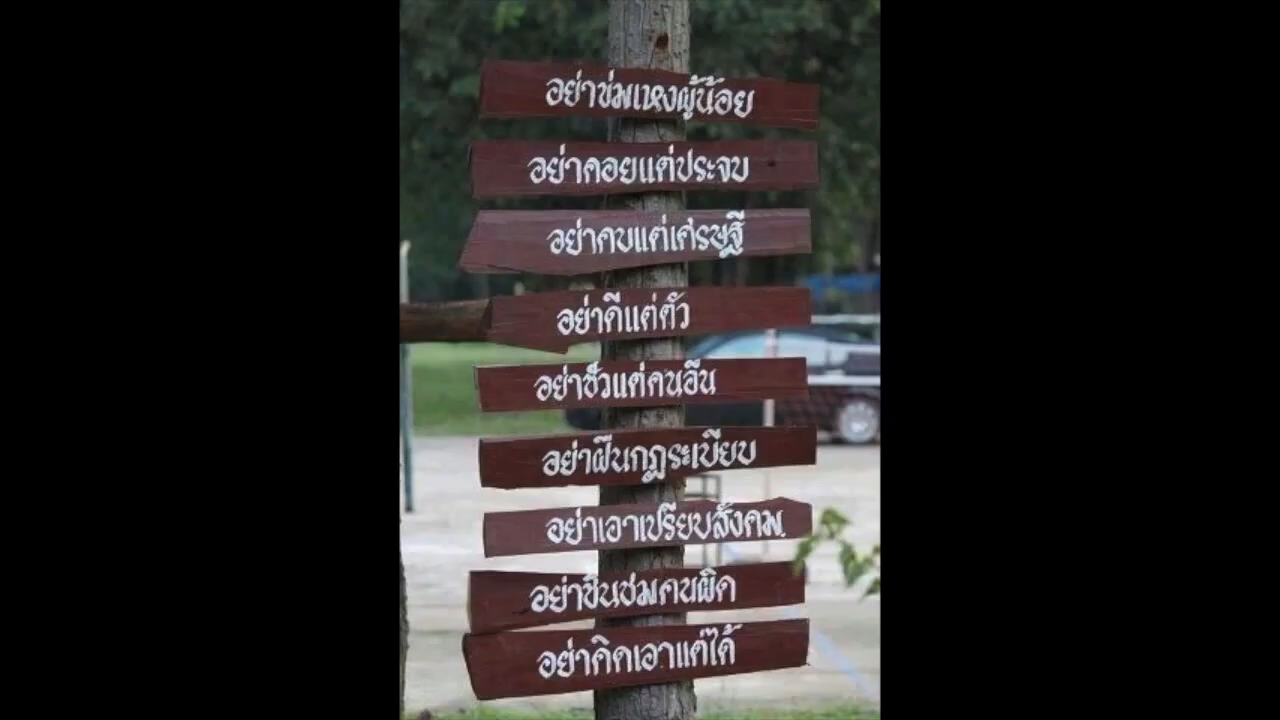 อย่าข่มเหงผู้น้อย
อย่าคอยแต่ประจบ
อย่าคบแต่เศรษฐี
อย่าดีแต่ตัว
อย่าชั่วแต่คนอื่น
อย่าฝืนกฎระเบียบ
อย่าเอาเปรียบสังคม.
อย่าชื่นชมคนผิด
อย่าคิดเอาแต่ได้